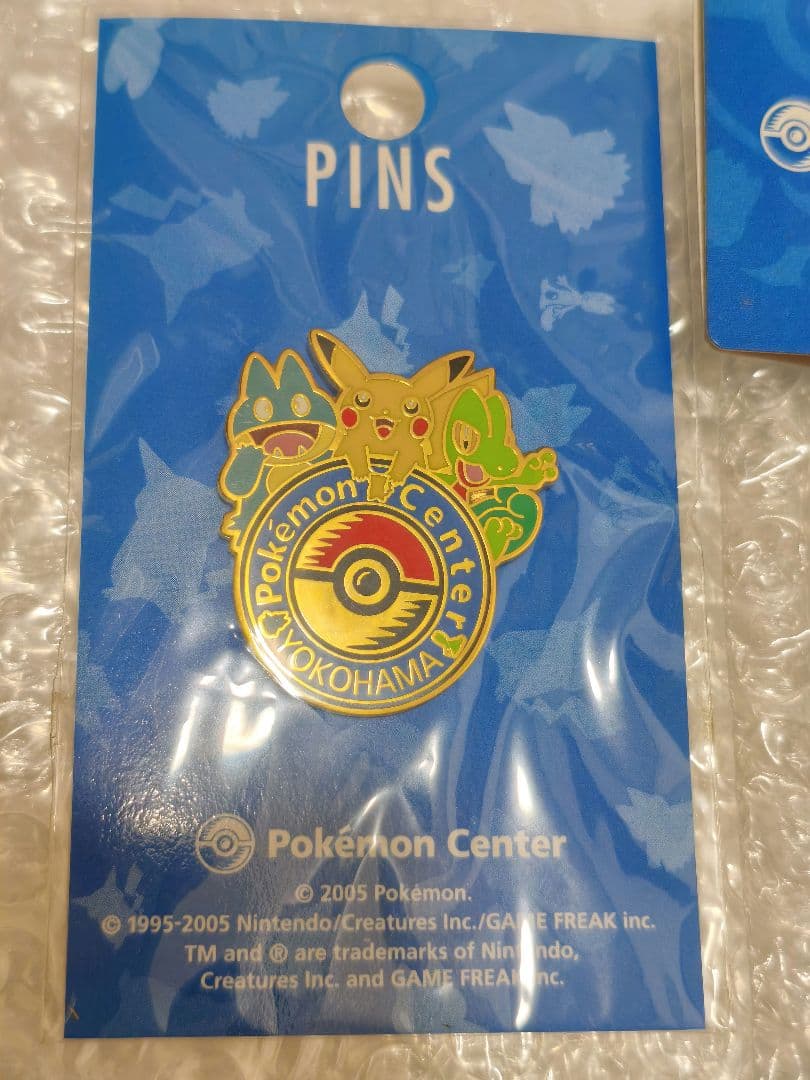 PINS
Pokémon Center
YOKOHAMA
Pokémon Center
© 2005 Pokémon.
© 1995-2005 Nintendo/Creatures Inc./GAME FREAK inc.
TM and ® are trademarks of Nintendo,
Creatures Inc. and GAME FREAK inc.